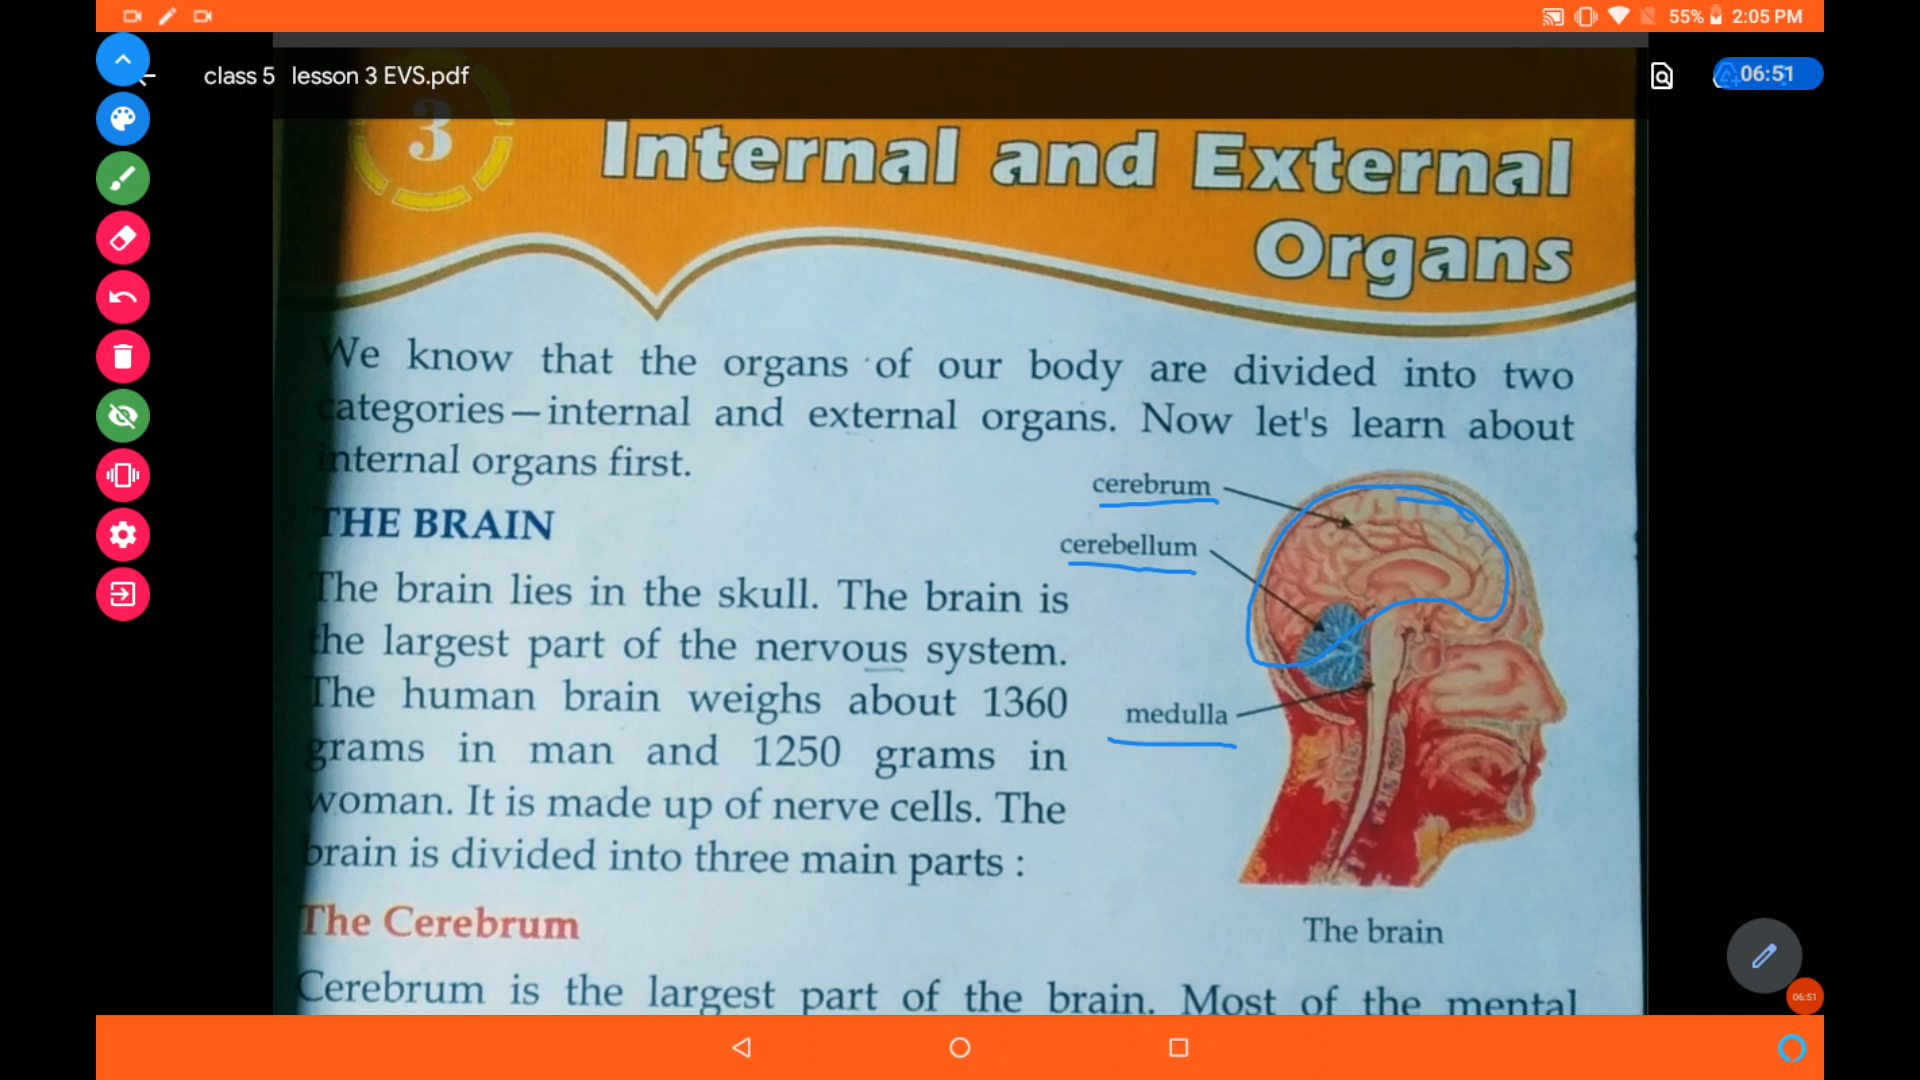 55% 2:05 PM
class 5 lesson 3 EVS.pdf
06:51
3
Internal and External
Organs
We know that the organs of our body are divided into two
categories—internal and external organs. Now let's learn about
internal organs first.
cerebrum
THE BRAIN
cerebellum
The brain lies in the skull. The brain is
the largest part of the nervous system.
The human brain weighs about 1360
medulla
grams in man and 1250 grams in
woman. It is made up of nerve cells. The
brain is divided into three main parts :
The Cerebrum
The brain
Cerebrum is the largest part of the brain. Most of the mental
06:51